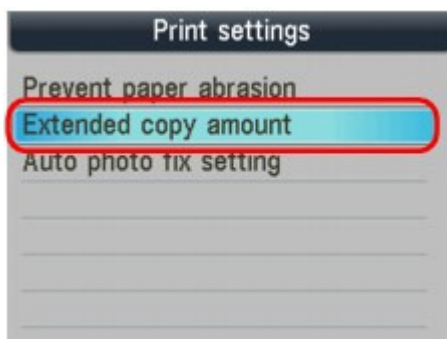 Print settings
Prevent paper abrasion
Extended copy amount
Auto photo fix setting